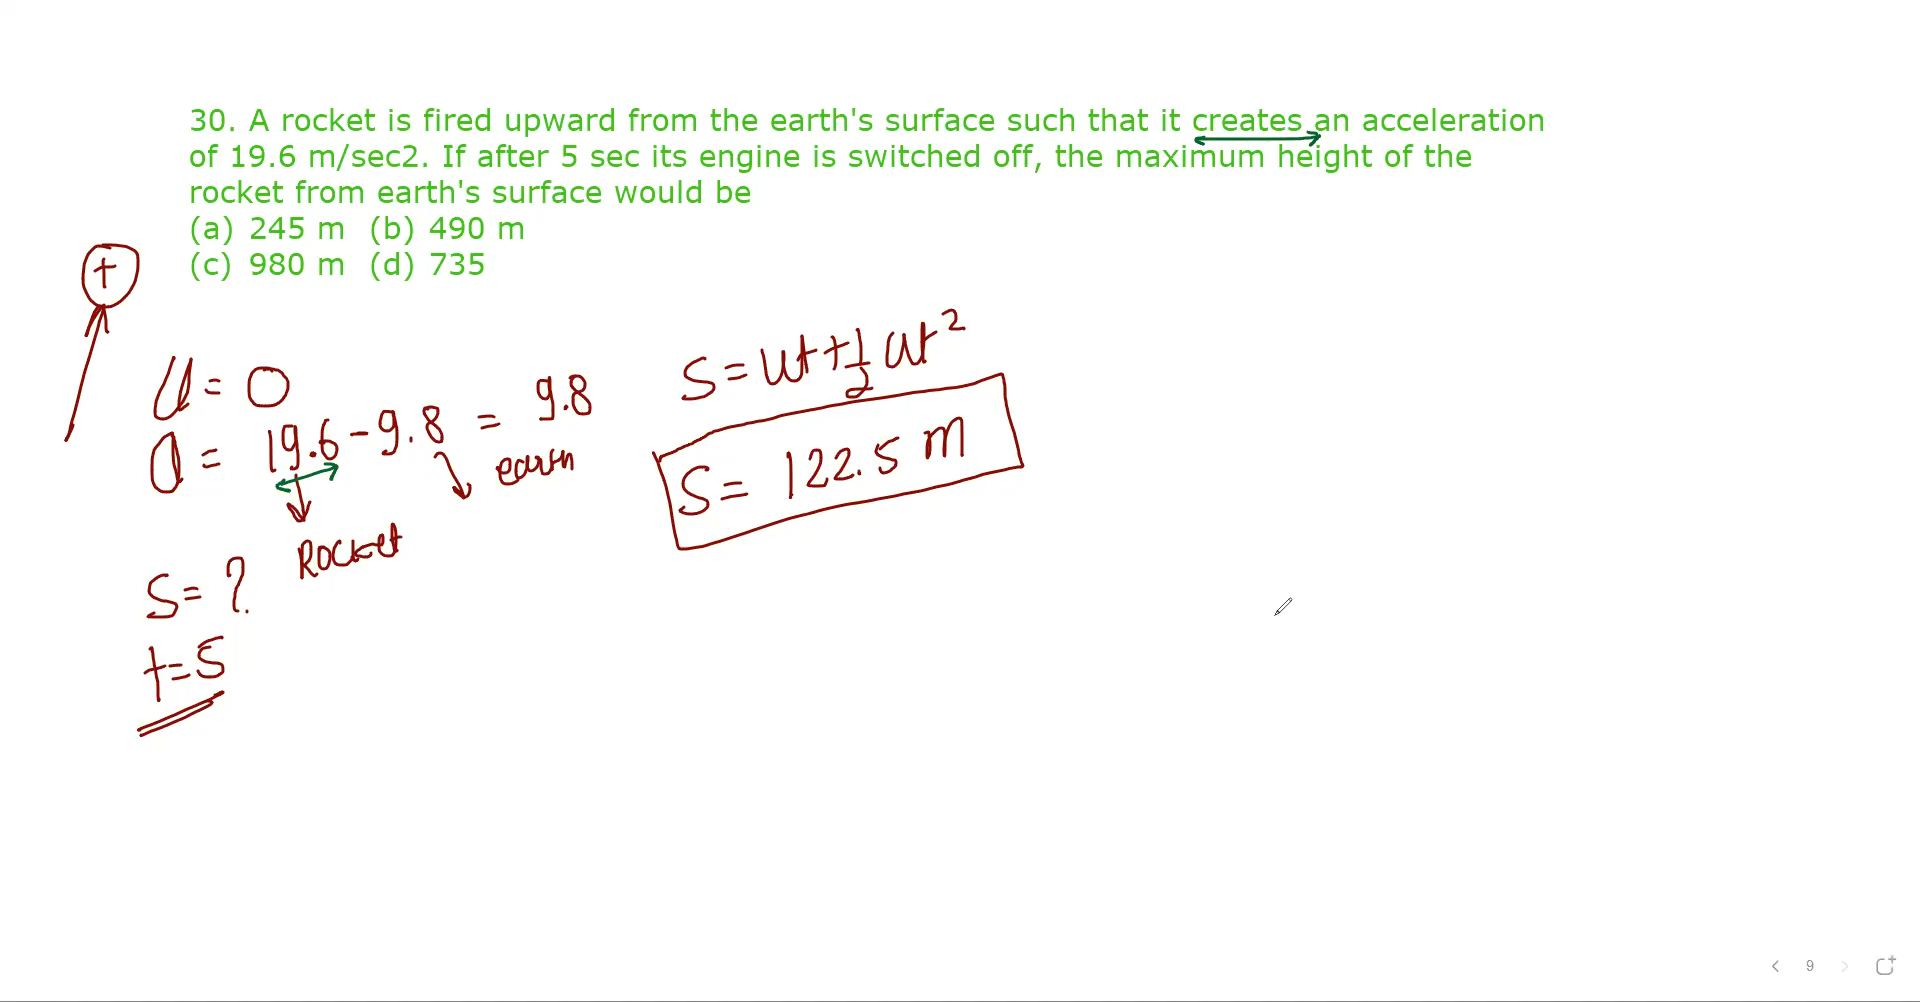 30. A rocket is fired upward from the earth's surface such that it creates an acceleration
of 19.6 m/sec2. If after 5 sec its engine is switched off, the maximum height of the
rocket from earth's surface would be
(a) 245 m (b) 490 m
(c) 980 m (d) 735
+
u = 0
a = 19.6 - 9.8 = 9.8
earth
Rocket
S = ?
t = 5
S = ut + 1/2 at²
S = 122.5 m
9